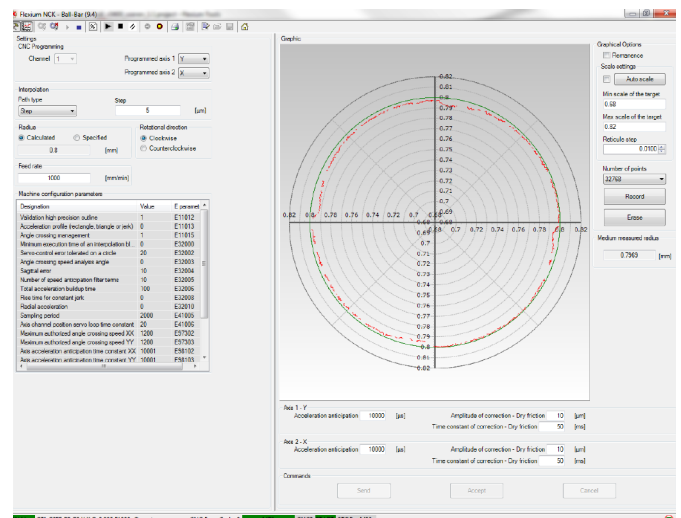 Flexium NCK - Ball-Bar (9.4)
Settings
CNC Programming
Channel 1
Programmed axis 1 Y
Programmed axis 2 X
Interpolation
Path type
Step
Step
5 [µm]
Radius
Calculated
Specified
0.8 [mm]
Rotational direction
Clockwise
Counterclockwise
Feed rate
1000 [mm/min]
Machine configuration parameters
Designation Value E paramet
Validation high precision outline 1 E11012
Acceleration profile (rectangle, triangle or jerk) 0 E11013
Angle crossing management 1 E11015
Minimum execution time of an interpolation bl... 0 E32000
Servo-control error tolerated on a circle 20 E32002
Angle crossing speed analysis angle 0 E32003
Sagittal error 10 E32004
Number of speed anticipation filter terms 10 E32005
Total acceleration buildup time 100 E32006
Rise time for constant jerk 0 E32008
Radial acceleration 0 E32010
Sampling period 2000 E41005
Axis channel position servo loop time constant 20 E41006
Maximum authorized angle crossing speed XX 1200 E97302
Maximum authorized angle crossing speed YY 1200 E97303
Axis acceleration anticipation time constant XX 10001 E98102
Axis acceleration anticipation time constant YY 10001 E98103
Graphic
0.82
0.81
0.8
0.79
0.78
0.77
0.76
0.75
0.74
0.73
0.72
0.71
0.7
0.69
0.82 0.8 0.78 0.76 0.74 0.72 0.7 0.68 0.7 0.72 0.74 0.76 0.78 0.8 0.82
0.68
0.69
0.7
0.71
0.72
0.73
0.74
0.75
0.76
0.77
0.78
0.79
0.8
0.81
0.82
Graphical Options
Remanence
Scale settings
Auto scale
Min scale of the target
0.68
Max scale of the target
0.82
Reticule step
0.0100
Number of points
32768
Record
Erase
Medium measured radius
0.7969 [mm]
Axis 1 - Y
Acceleration anticipation 10000 [µs]
Amplitude of correction - Dry friction 10 [µm]
Time constant of correction - Dry friction 50 [ms]
Axis 2 - X
Acceleration anticipation 10000 [µs]
Amplitude of correction - Dry friction 10 [µm]
Time constant of correction - Dry friction 50 [ms]
Commands
Send
Accept
Cancel